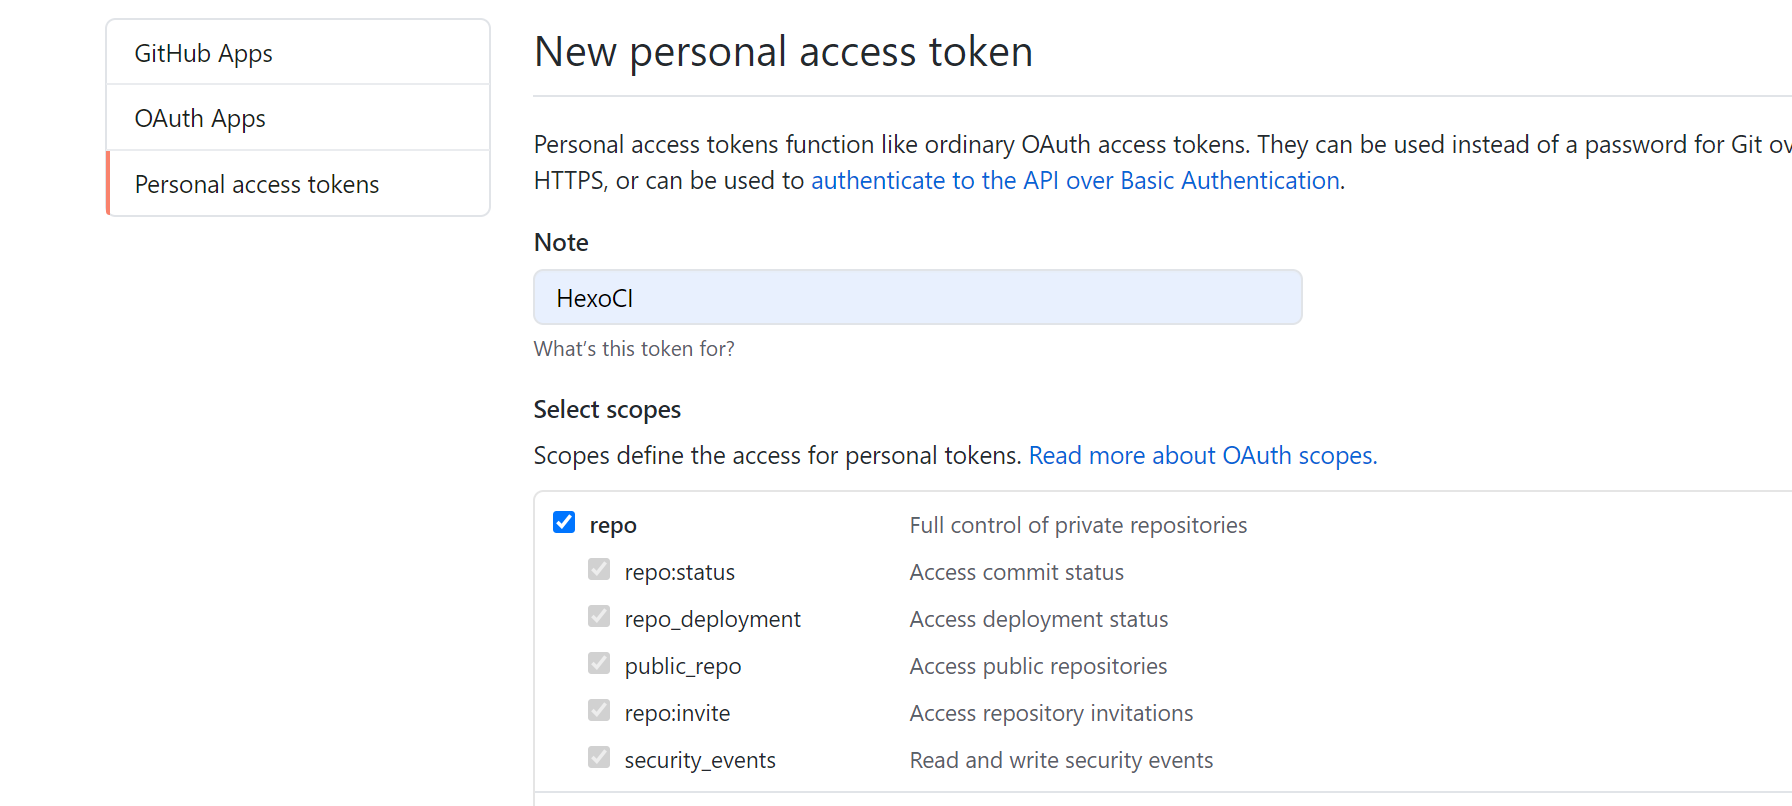 GitHub Apps
OAuth Apps
Personal access tokens
New personal access token
Personal access tokens function like ordinary OAuth access tokens. They can be used instead of a password for Git
HTTPS, or can be used to authenticate to the API over Basic Authentication.
Note
HexoCI
What's this token for?
Select scopes
Scopes define the access for personal tokens. Read more about OAuth scopes.
repo Full control of private repositories
repo:status Access commit status
repo_deployment Access deployment status
public_repo Access public repositories
repo:invite Access repository invitations
security_events Read and write security events